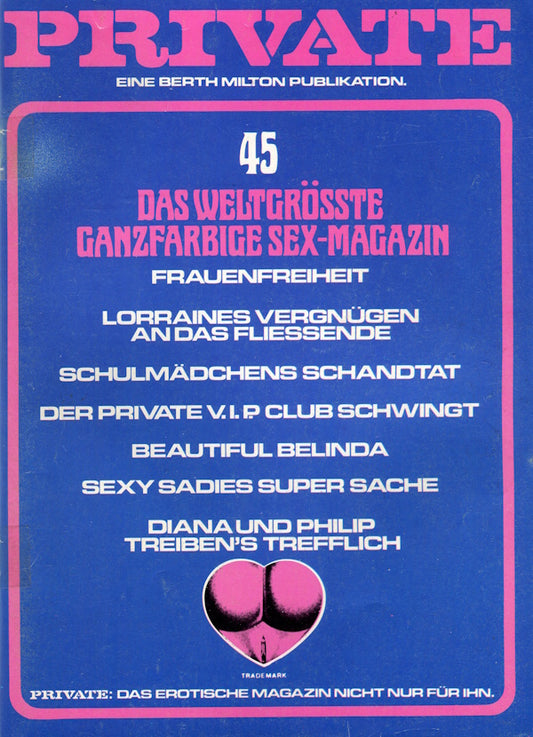 PRIVATE
EINE BERTH MILTON PUBLIKATION.
45
DAS WELTGRÖSSTE
GANZFARBIGE SEX-MAGAZIN
FRAUENFREIHEIT
LORRAINES VERGNÜGEN
AN DAS FLIESSENDE
SCHULMÄDCHENS SCHANDTAT
DER PRIVATE V.I.P CLUB SCHWINGT
BEAUTIFUL BELINDA
SEXY SADIES SUPER SACHE
DIANA UND PHILIP
TREIBEN'S TREFFLICH
TRADE MARK
PRIVATE: DAS EROTISCHE MAGAZIN NICHT NUR FÜR IHN.